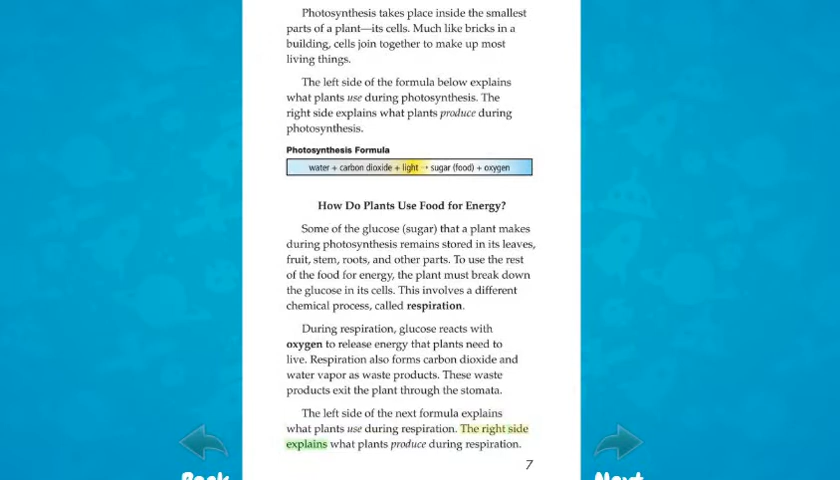 Photosynthesis takes place inside the smallest
parts of a plant—its cells. Much like bricks in a
building, cells join together to make up most
living things.
The left side of the formula below explains
what plants use during photosynthesis. The
right side explains what plants produce during
photosynthesis.
Photosynthesis Formula
water + carbon dioxide + light → sugar (food) + oxygen
How Do Plants Use Food for Energy?
Some of the glucose (sugar) that a plant makes
during photosynthesis remains stored in its leaves,
fruit, stem, roots, and other parts. To use the rest
of the food for energy, the plant must break down
the glucose in its cells. This involves a different
chemical process, called respiration.
During respiration, glucose reacts with
oxygen to release energy that plants need to
live. Respiration also forms carbon dioxide and
water vapor as waste products. These waste
products exit the plant through the stomata.
The left side of the next formula explains
what plants use during respiration. The right side
explains what plants produce during respiration.
7
Back
Next